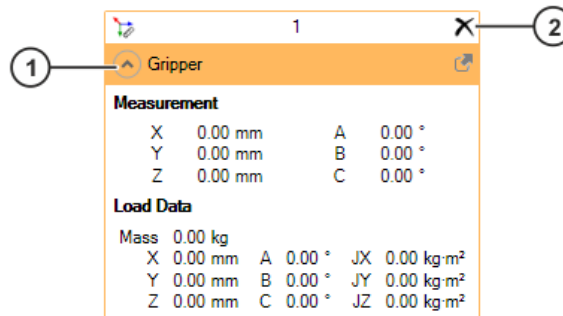 1
2
1
Gripper
Measurement
X 0.00 mm A 0.00 °
Y 0.00 mm B 0.00 °
Z 0.00 mm C 0.00 °
Load Data
Mass 0.00 kg
X 0.00 mm A 0.00 ° JX 0.00 kg·m²
Y 0.00 mm B 0.00 ° JY 0.00 kg·m²
Z 0.00 mm C 0.00 ° JZ 0.00 kg·m²